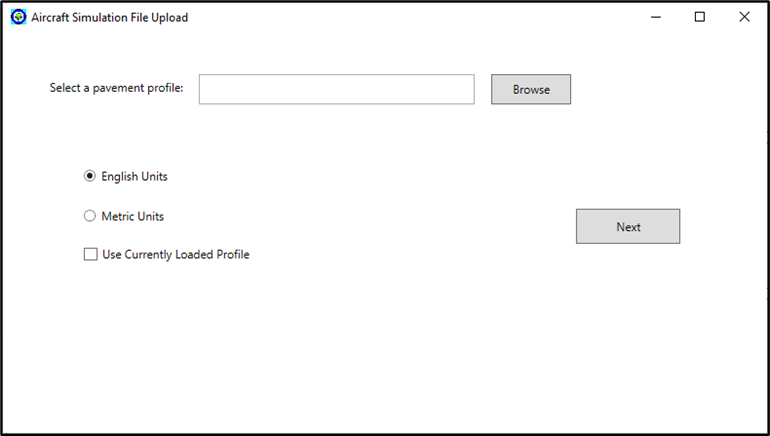 Aircraft Simulation File Upload
Select a pavement profile:
Browse
English Units
Metric Units
Next
Use Currently Loaded Profile